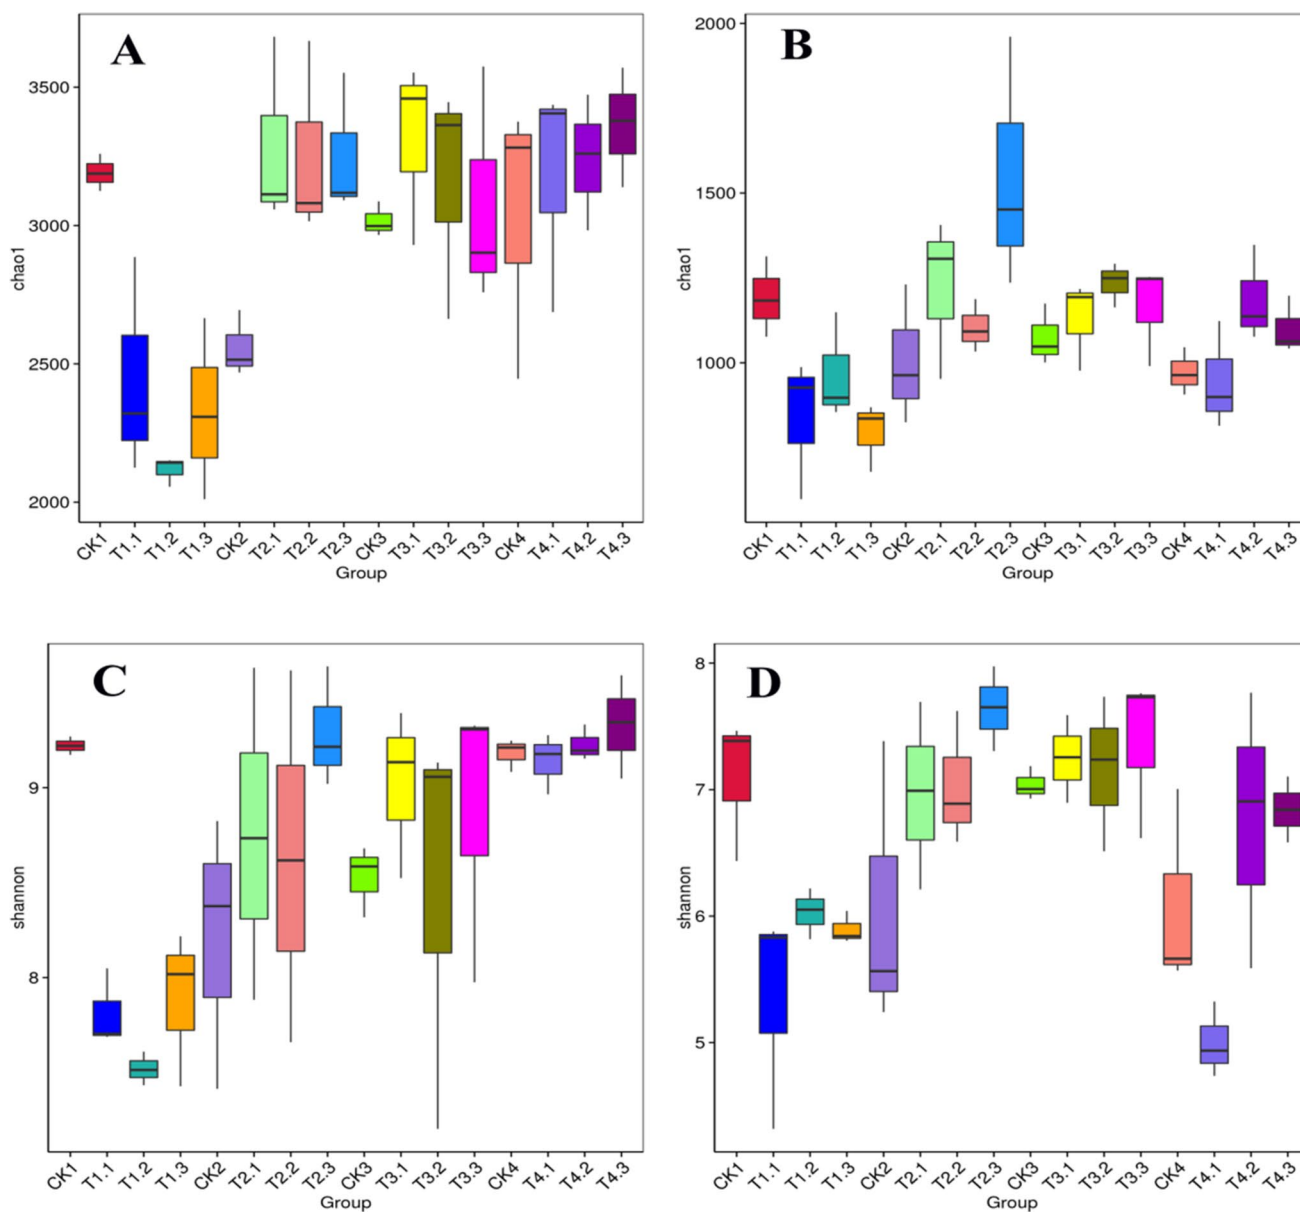 A
3500
3000
2500
2000
chao1
CK1 T1.1 T1.2 T1.3 CK2 T2.1 T2.2 T2.3 CK3 T3.1 T3.2 T3.3 CK4 T4.1 T4.2 T4.3
Group
B
2000
1500
1000
chao1
CK1 T1.1 T1.2 T1.3 CK2 T2.1 T2.2 T2.3 CK3 T3.1 T3.2 T3.3 CK4 T4.1 T4.2 T4.3
Group
C
9
8
shannon
CK1 T1.1 T1.2 T1.3 CK2 T2.1 T2.2 T2.3 CK3 T3.1 T3.2 T3.3 CK4 T4.1 T4.2 T4.3
Group
D
8
7
6
5
shannon
CK1 T1.1 T1.2 T1.3 CK2 T2.1 T2.2 T2.3 CK3 T3.1 T3.2 T3.3 CK4 T4.1 T4.2 T4.3
Group